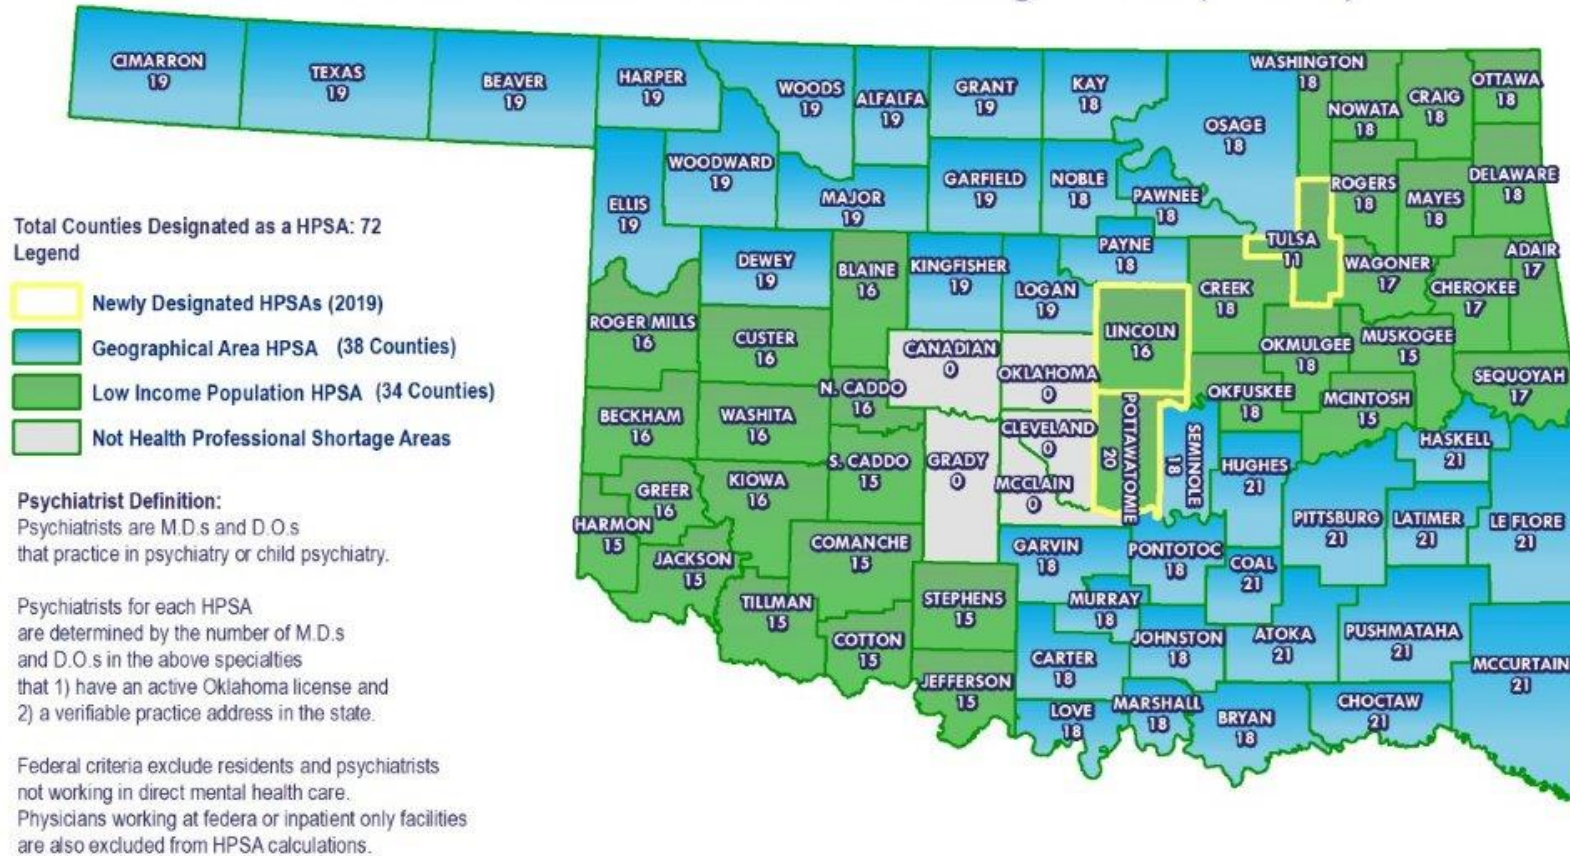 CIMARRON
19
TEXAS
19
BEAVER
19
HARPER
19
WOODS
19
ALFALFA
19
GRANT
19
KAY
18
OSAGE
18
WASHINGTON
18
NOWATA
18
CRAIG
18
OTTAWA
18
ELLIS
19
WOODWARD
19
MAJOR
19
GARFIELD
19
NOBLE
18
PAWNEE
18
ROGERS
18
MAYES
18
DELAWARE
18
Total Counties Designated as a HPSA: 72
Legend
Newly Designated HPSAs (2019)
Geographical Area HPSA (38 Counties)
Low Income Population HPSA (34 Counties)
Not Health Professional Shortage Areas
DEWEY
19
BLAINE
16
KINGFISHER
19
LOGAN
19
PAYNE
18
CREEK
18
TULSA
11
WAGONER
17
CHEROKEE
17
ADAIR
17
ROGER MILLS
16
CUSTER
16
CANADIAN
0
OKLAHOMA
0
LINCOLN
16
OKMULGEE
18
MUSKOGEE
15
SEQUOYAH
17
BECKHAM
16
WASHITA
16
N. CADDO
16
CLEVELAND
0
POTTAWATOMIE
20
SEMINOLE
18
OKFUSKEE
18
MCINTOSH
15
HASKELL
21
S. CADDO
15
GRADY
0
MCCLAIN
0
HUGHES
21
GREER
16
KIOWA
16
HARMON
15
JACKSON
15
COMANCHE
15
GARVIN
18
PONTOTOC
18
COAL
21
PITTSBURG
21
LATIMER
21
LE FLORE
21
TILLMAN
15
COTTON
15
STEPHENS
15
JEFFERSON
15
MURRAY
18
CARTER
18
JOHNSTON
18
ATOKA
21
PUSHMATAHA
21
MCCURTAIN
21
LOVE
18
MARSHALL
18
BRYAN
18
CHOCTAW
21
Psychiatrist Definition:
Psychiatrists are M.D.s and D.O.s
that practice in psychiatry or child psychiatry.
Psychiatrists for each HPSA
are determined by the number of M.D.s
and D.O.s in the above specialties
that 1) have an active Oklahoma license and
2) a verifiable practice address in the state.
Federal criteria exclude residents and psychiatrists
not working in direct mental health care.
Physicians working at federa or inpatient only facilities
are also excluded from HPSA calculations.